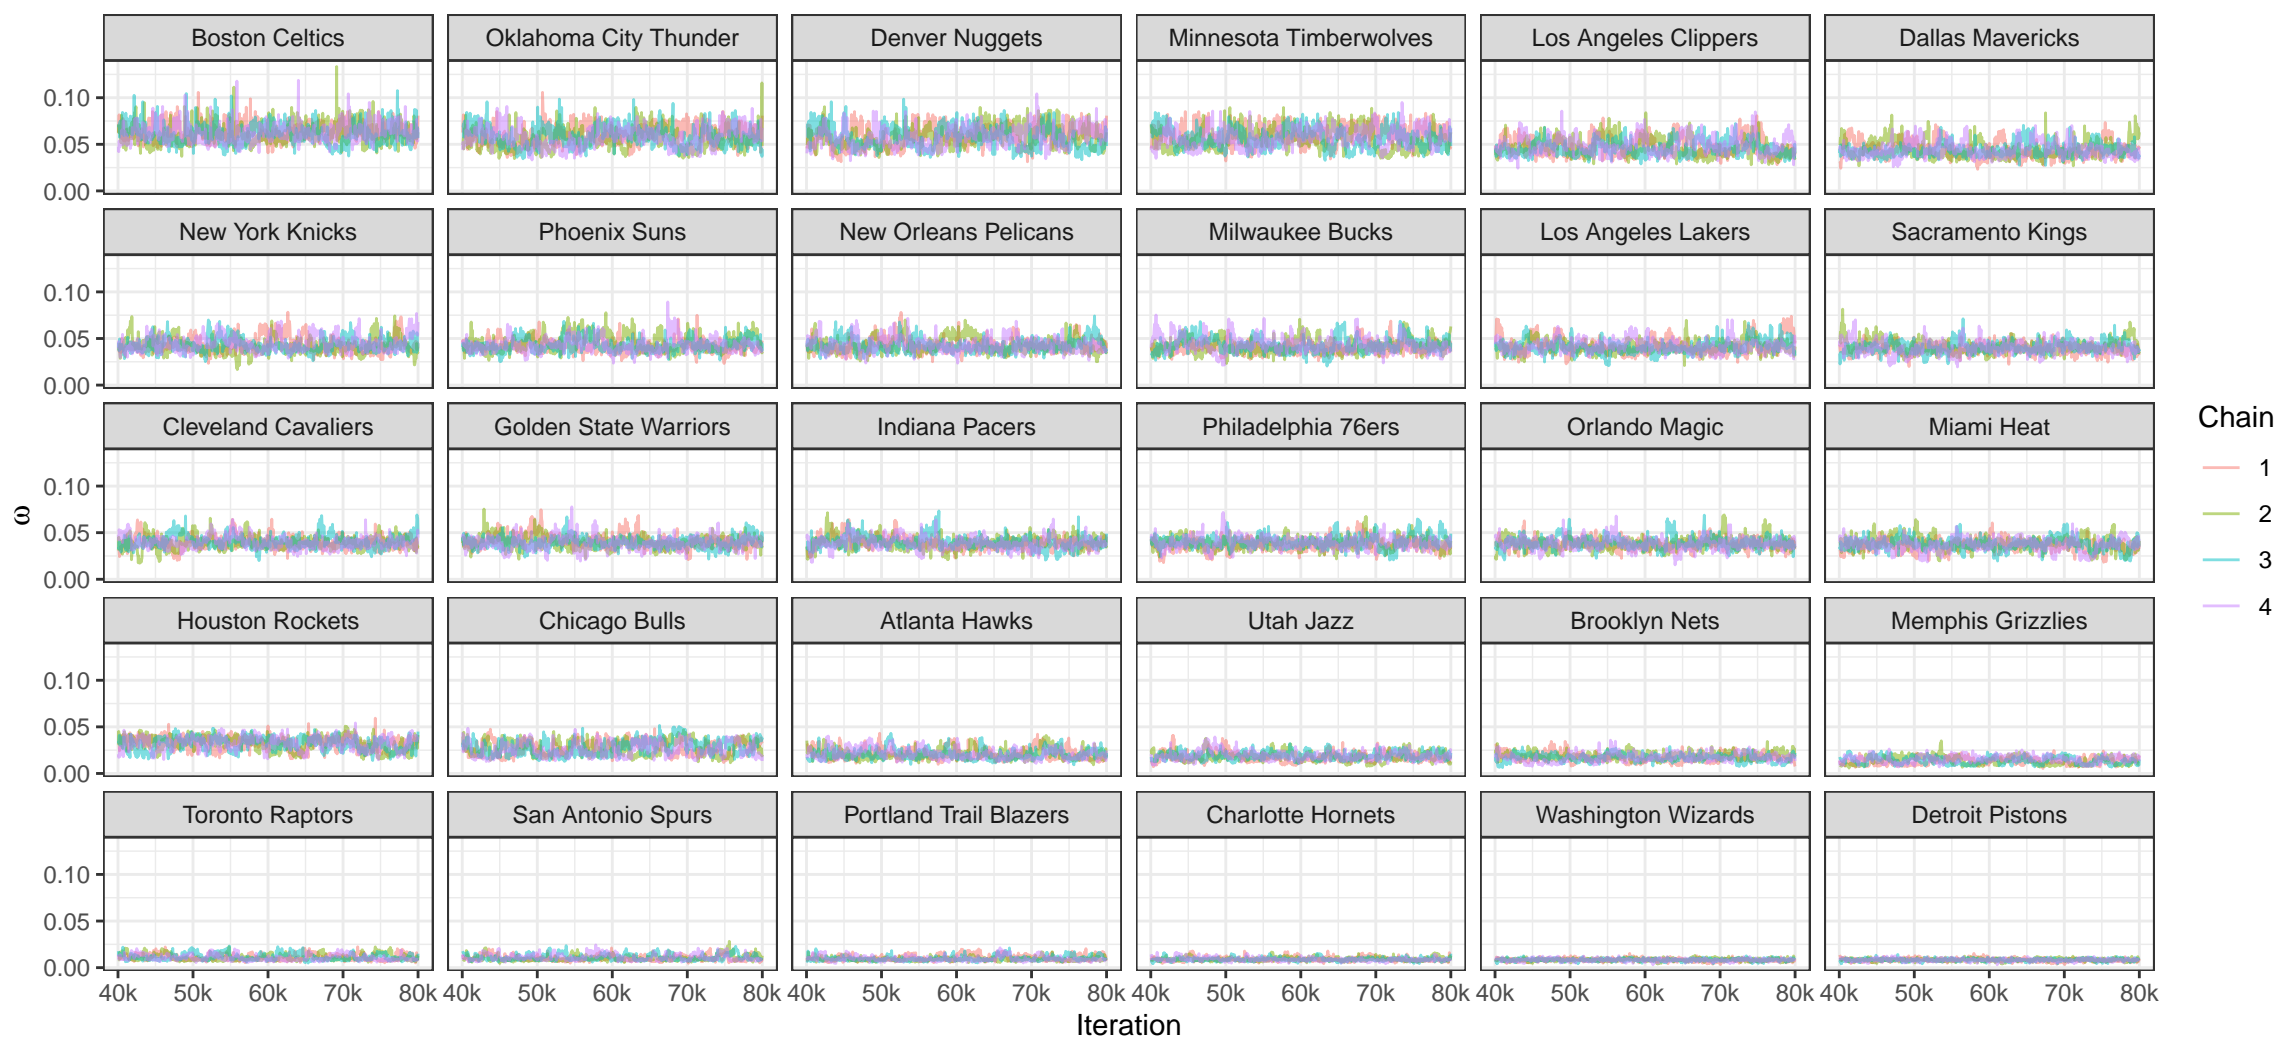 Boston Celtics Oklahoma City Thunder Denver Nuggets Minnesota Timberwolves Los Angeles Clippers Dallas Mavericks
0.10
0.05
0.00
New York Knicks Phoenix Suns New Orleans Pelicans Milwaukee Bucks Los Angeles Lakers Sacramento Kings
0.10
0.05
0.00
Cleveland Cavaliers Golden State Warriors Indiana Pacers Philadelphia 76ers Orlando Magic Miami Heat
0.10
0.05
0.00
ω
Houston Rockets Chicago Bulls Atlanta Hawks Utah Jazz Brooklyn Nets Memphis Grizzlies
0.10
0.05
0.00
Toronto Raptors San Antonio Spurs Portland Trail Blazers Charlotte Hornets Washington Wizards Detroit Pistons
0.10
0.05
0.00
40k 50k 60k 70k 80k 40k 50k 60k 70k 80k 40k 50k 60k 70k 80k 40k 50k 60k 70k 80k 40k 50k 60k 70k 80k 40k 50k 60k 70k 80k
Iteration
Chain
1
2
3
4